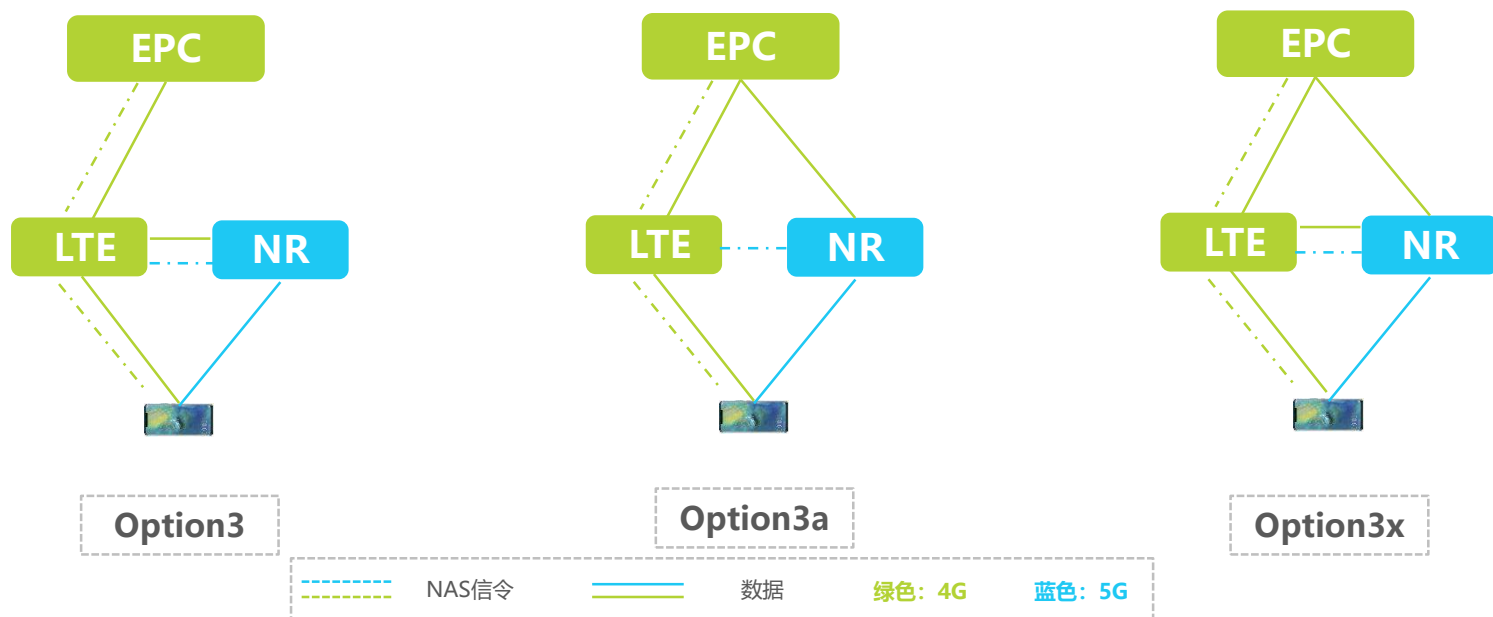 EPC
EPC
EPC
LTE
NR
LTE
NR
LTE
NR
Option3
Option3a
Option3x
NAS信令
数据
绿色：4G
蓝色：5G